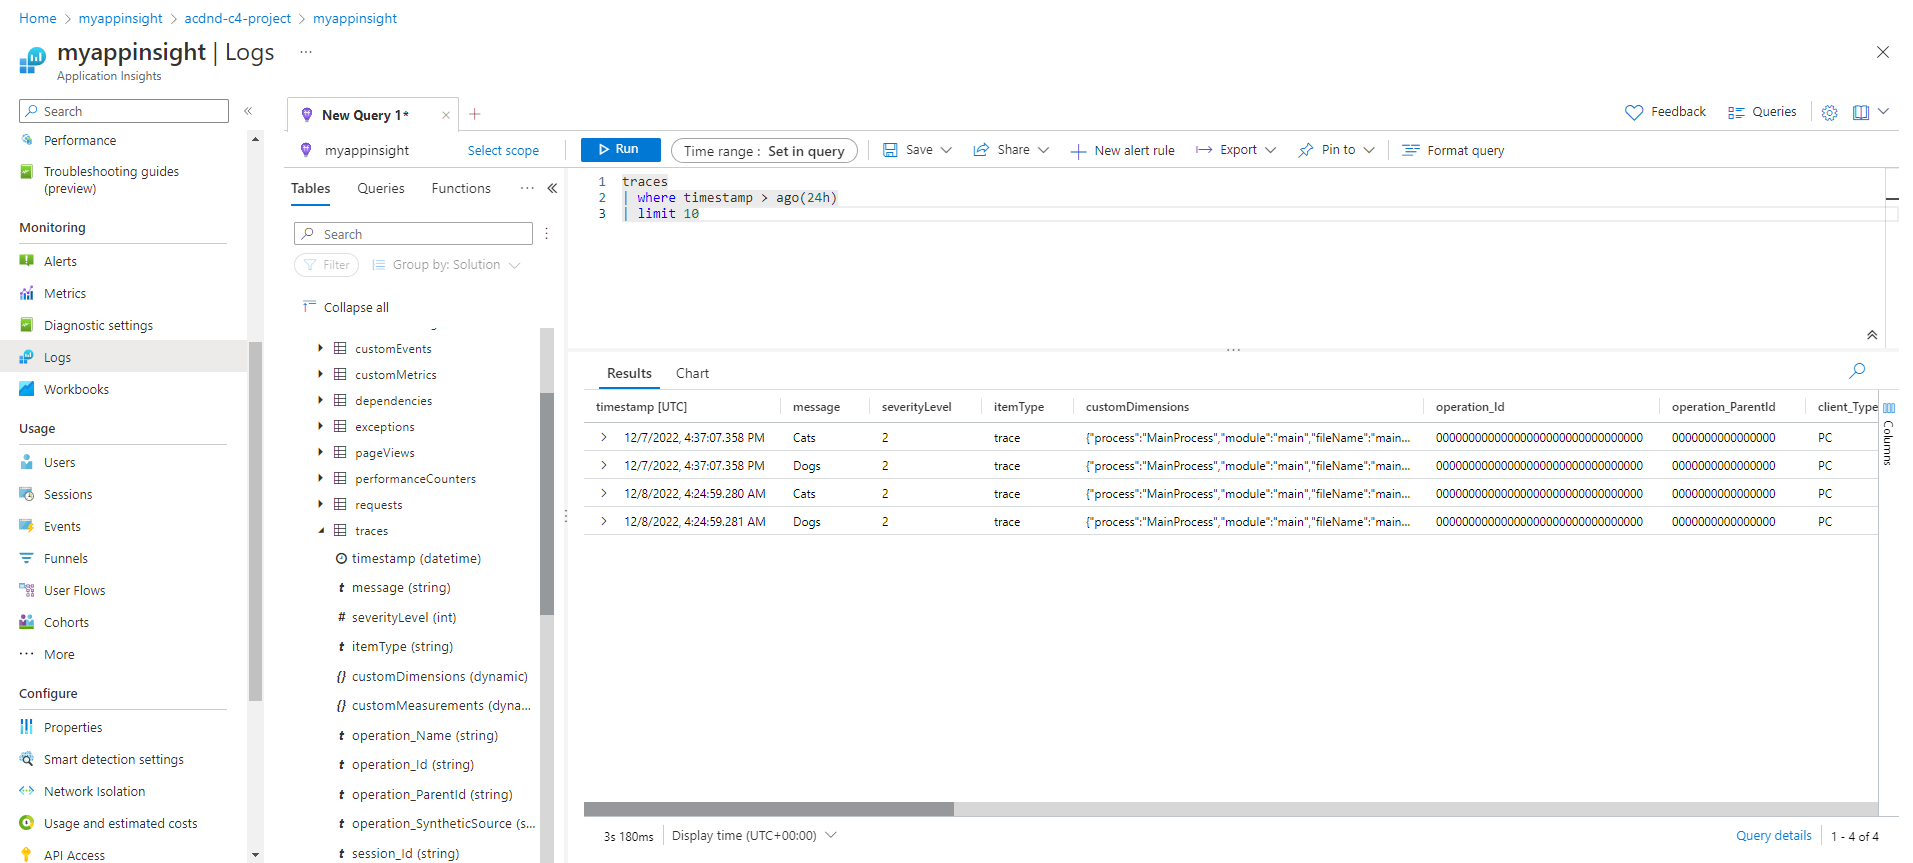 Home > myappinsight > acdnd-c4-project > myappinsight
myappinsight | Logs ...
Application Insights
Search
Performance
Troubleshooting guides
(preview)
Monitoring
Alerts
Metrics
Diagnostic settings
Logs
Workbooks
Usage
Users
Sessions
Events
Funnels
User Flows
Cohorts
More
Configure
Properties
Smart detection settings
Network Isolation
Usage and estimated costs
API Access
New Query 1*
Feedback
Queries
myappinsight
Select scope
Run
Time range : Set in query
Save
Share
New alert rule
Export
Pin to
Format query
Tables
Queries
Functions
Search
Filter
Group by: Solution
Collapse all
customEvents
customMetrics
dependencies
exceptions
pageViews
performanceCounters
requests
traces
timestamp (datetime)
t message (string)
# severityLevel (int)
t itemType (string)
{} customDimensions (dynamic)
{} customMeasurements (dyna...
t operation_Name (string)
t operation_Id (string)
t operation_ParentId (string)
t operation_SyntheticSource (s...
t session_Id (string)
1 traces
2 | where timestamp > ago(24h)
3 | limit 10
Results
Chart
timestamp [UTC] message severityLevel itemType customDimensions operation_Id operation_ParentId client_Type
12/7/2022, 4:37:07.358 PM Cats 2 trace {"process":"MainProcess","module":"main","fileName":"main... 00000000000000000000000000000000 0000000000000000 PC
12/7/2022, 4:37:07.358 PM Dogs 2 trace {"process":"MainProcess","module":"main","fileName":"main... 00000000000000000000000000000000 0000000000000000 PC
12/8/2022, 4:24:59.280 AM Cats 2 trace {"process":"MainProcess","module":"main","fileName":"main... 00000000000000000000000000000000 0000000000000000 PC
12/8/2022, 4:24:59.281 AM Dogs 2 trace {"process":"MainProcess","module":"main","fileName":"main... 00000000000000000000000000000000 0000000000000000 PC
Columns
3s 180ms
Display time (UTC+00:00)
Query details
1 - 4 of 4